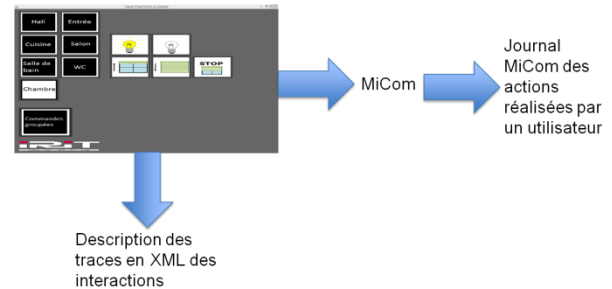 Hall
Entrée
Cuisine
Salon
Salle de
bain
WC
Chambre
STOP
Commandes
groupées
IRIT
MiCom
Journal
MiCom des
actions
réalisées par
un utilisateur
Description des
traces en XML des
interactions